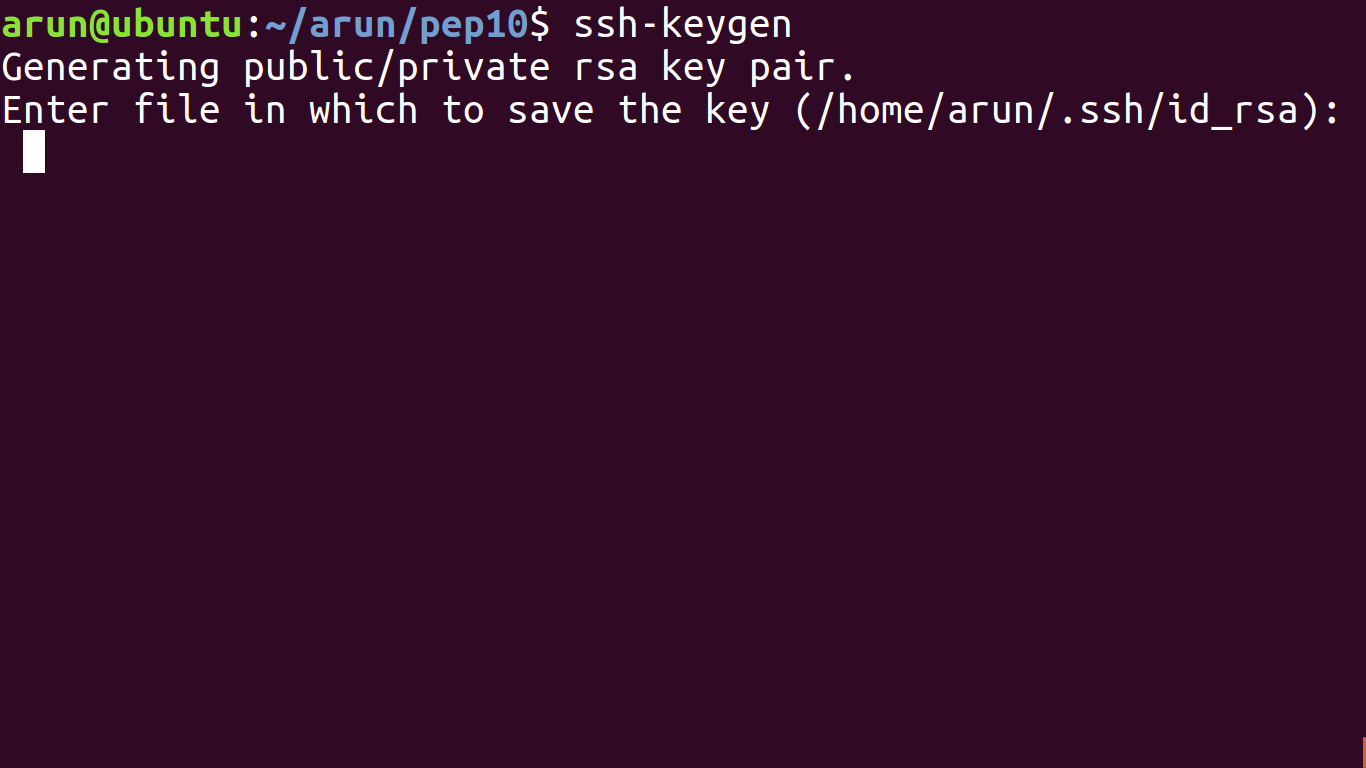 arun@ubuntu:~/arun/pep10$ ssh-keygen
Generating public/private rsa key pair.
Enter file in which to save the key (/home/arun/.ssh/id_rsa):